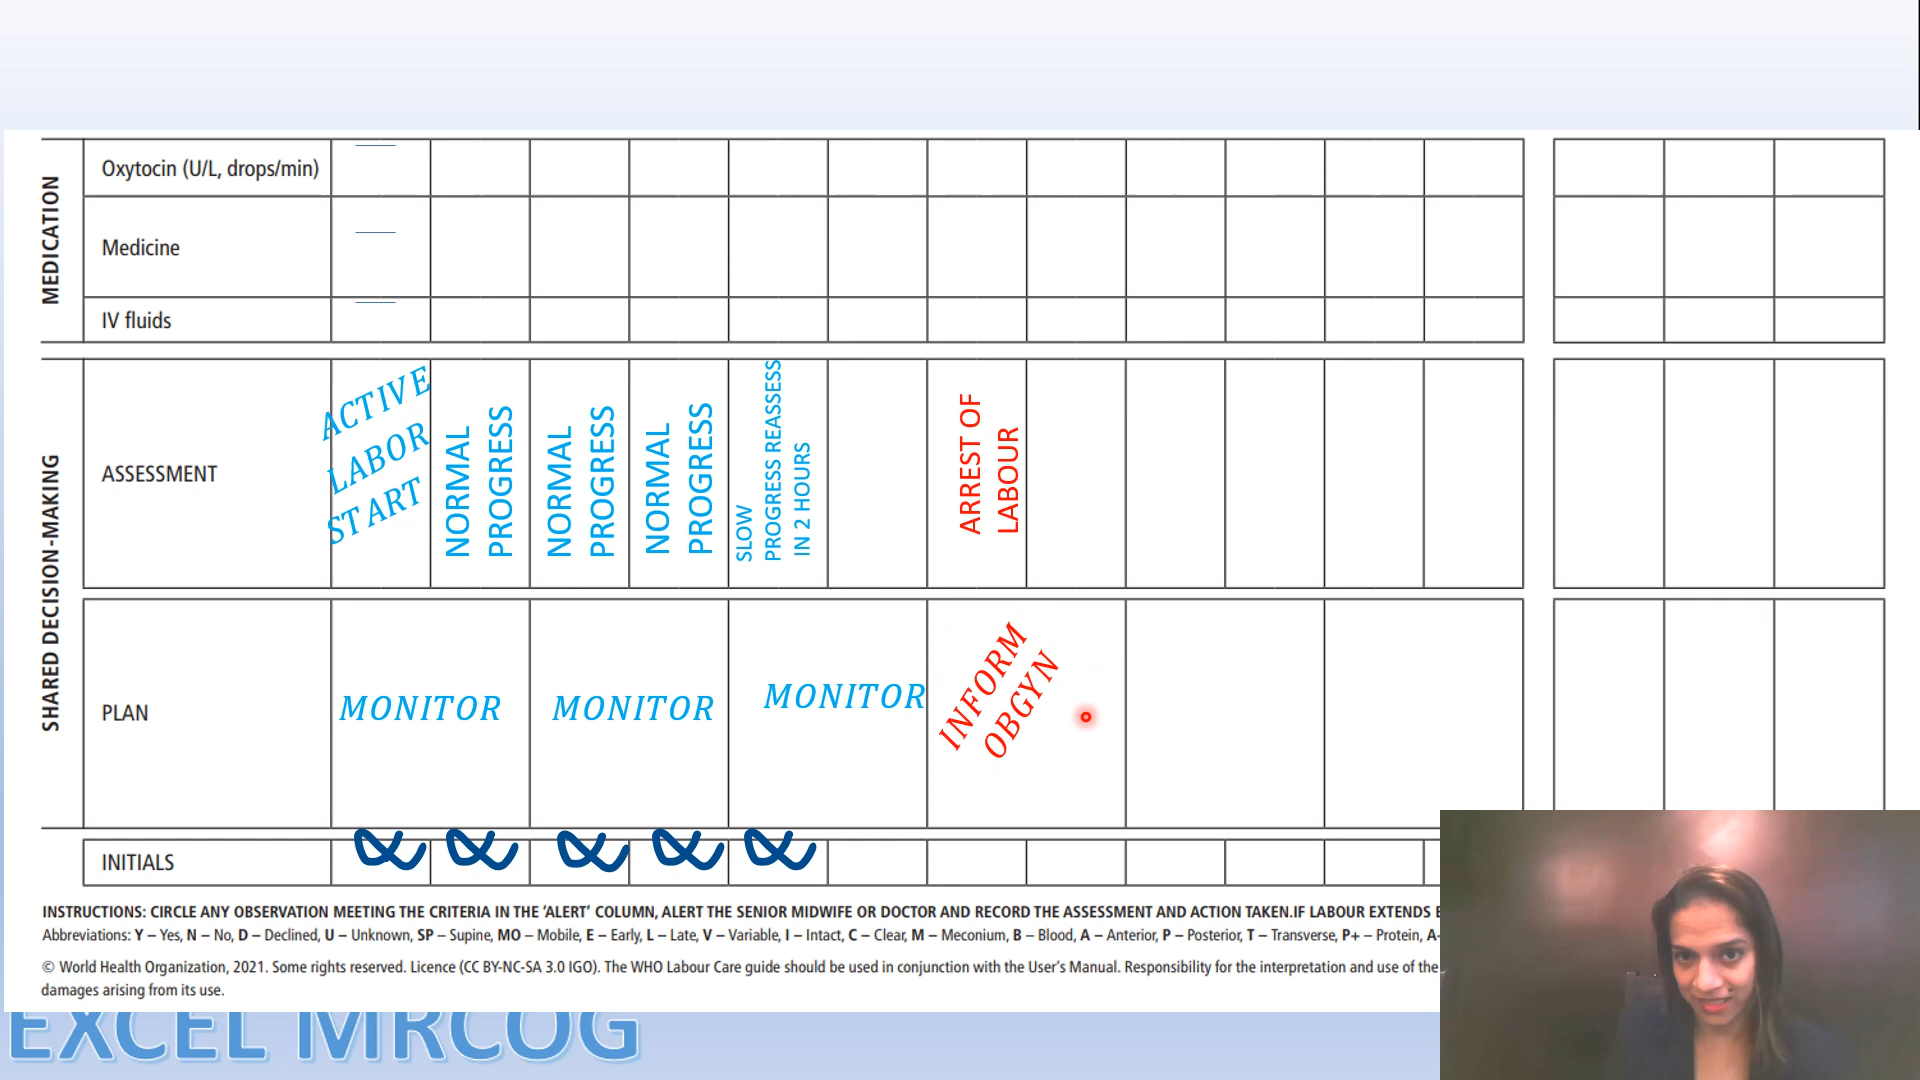 MEDICATION
Oxytocin (U/L, drops/min)
Medicine
IV fluids
SHARED DECISION-MAKING
ASSESSMENT
ACTIVE
LABOR
START
NORMAL
PROGRESS
NORMAL
PROGRESS
NORMAL
PROGRESS
SLOW
PROGRESS REASSESS
IN 2 HOURS
ARREST OF
LABOUR
PLAN
MONITOR
MONITOR
MONITOR
INFORM
OBGYN
INITIALS
INSTRUCTIONS: CIRCLE ANY OBSERVATION MEETING THE CRITERIA IN THE ‘ALERT’ COLUMN, ALERT THE SENIOR MIDWIFE OR DOCTOR AND RECORD THE ASSESSMENT AND ACTION TAKEN.IF LABOUR EXTENDS
Abbreviations: Y – Yes, N – No, D – Declined, U – Unknown, SP – Supine, MO – Mobile, E – Early, L – Late, V – Variable, I – Intact, C – Clear, M – Meconium, B – Blood, A – Anterior, P – Posterior, T – Transverse, P+ – Protein, A-
© World Health Organization, 2021. Some rights reserved. Licence (CC BY-NC-SA 3.0 IGO). The WHO Labour Care guide should be used in conjunction with the User’s Manual. Responsibility for the interpretation and use of the
damages arising from its use.
EXCEL MRCOG